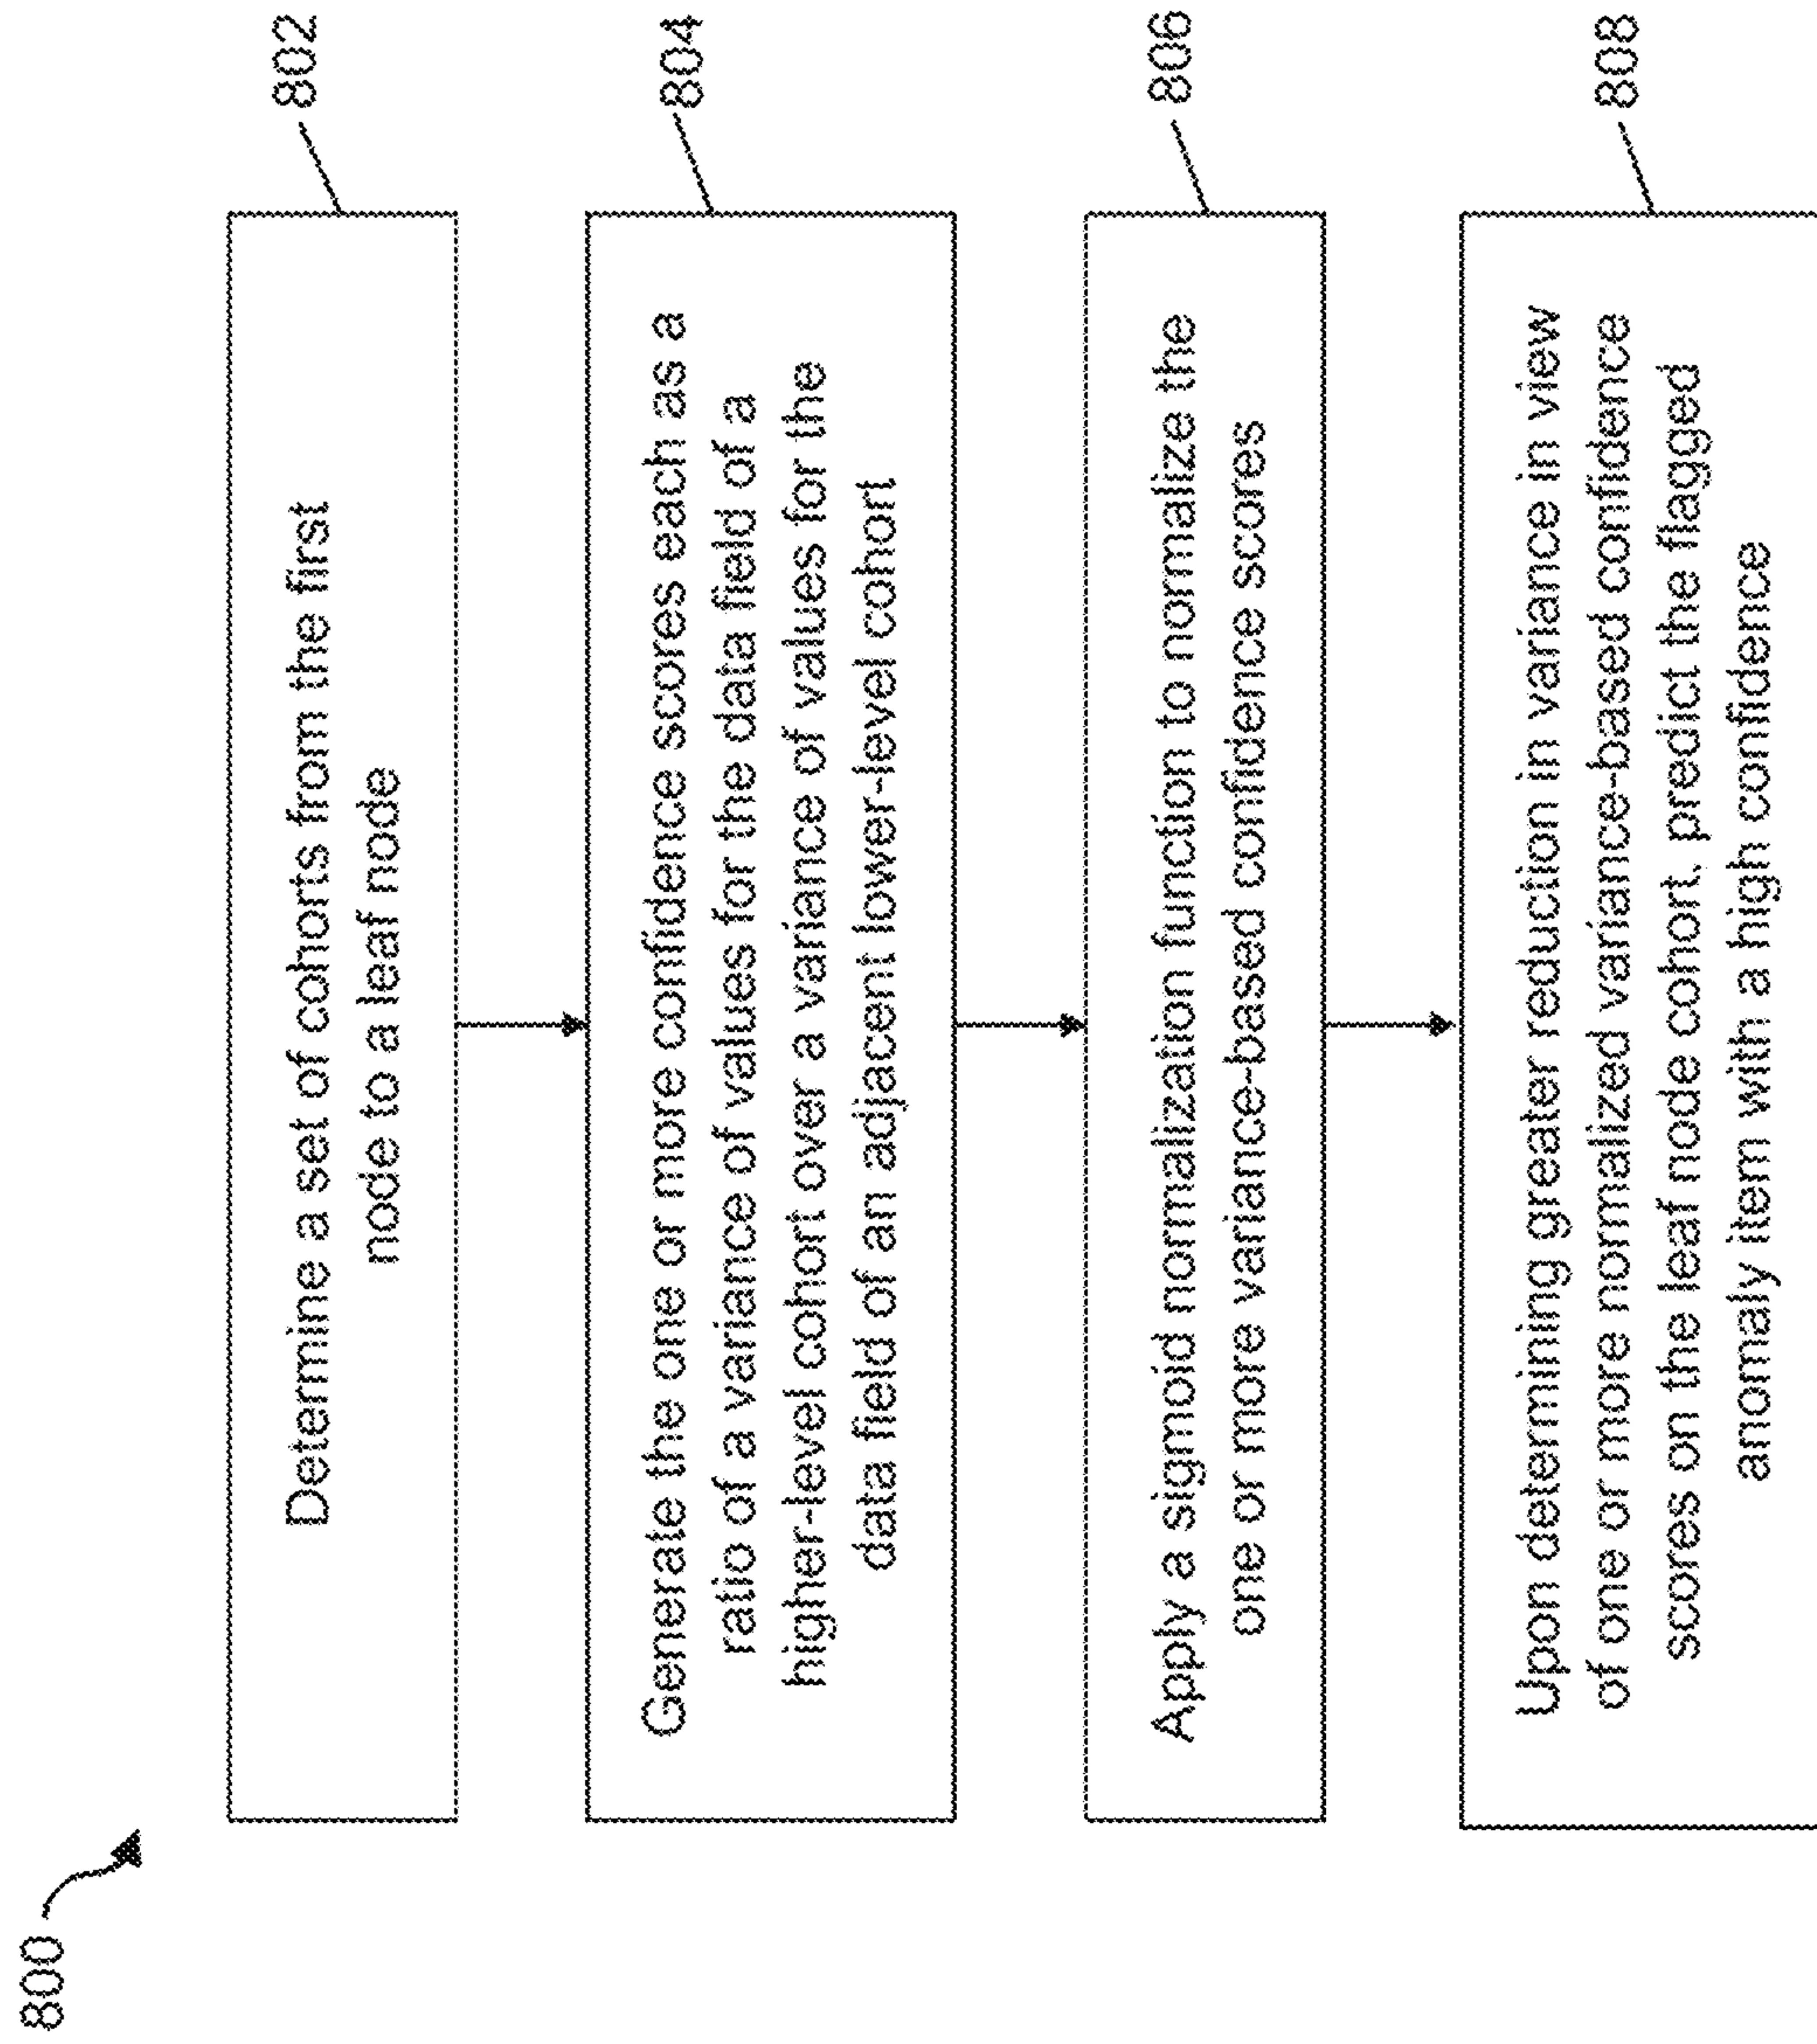 800
802
Determine a set of cohorts from the first
node to a leaf node
804
Generate the one or more confidence scores each as a
ratio of a variance of values for the data field of a
higher-level cohort over a variance of values for the
data field of an adjacent lower-level cohort
806
Apply a sigmoid normalization function to normalize the
one or more variance-based confidence scores
808
Upon determining greater reduction in variance in view
of one or more normalized variance-based confidence
scores on the leaf node cohort, predict the flagged
anomaly item with a high confidence